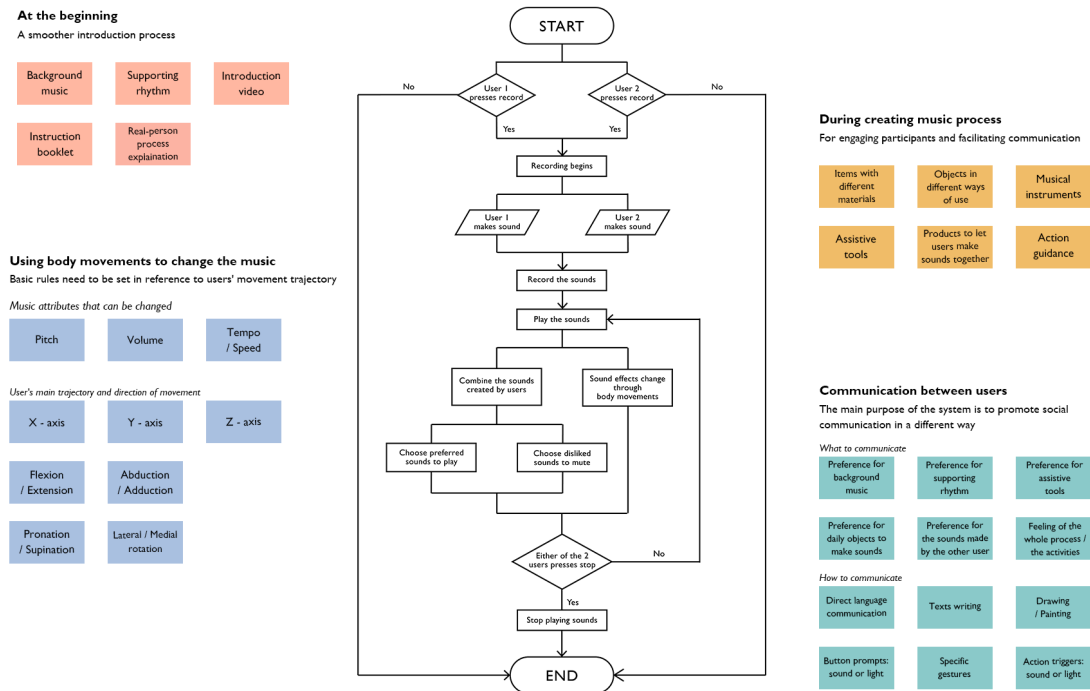 At the beginning
A smoother introduction process
Background
music
Supporting
rhythm
Introduction
video
Instruction
booklet
Real-person
process
explaination
Using body movements to change the music
Basic rules need to be set in reference to users' movement trajectory
Music attributes that can be changed
Pitch
Volume
Tempo
/ Speed
User's main trajectory and direction of movement
X - axis
Y - axis
Z - axis
Flexion
/ Extension
Abduction
/ Adduction
Pronation
/ Supination
Lateral / Medial
rotation
START
No
User 1
presses record
User 2
presses record
No
Yes
Yes
Recording begins
User 1
makes sound
User 2
makes sound
Record the sounds
Play the sounds
Combine the sounds
created by users
Sound effects change
through
body movements
Choose preferred
sounds to play
Choose disliked
sounds to mute
Either of the 2
users presses stop
No
Yes
Stop playing sounds
END
During creating music process
For engaging participants and facilitating communication
Items with
different
materials
Objects in
different ways
of use
Musical
instruments
Assistive
tools
Products to let
users make
sounds together
Action
guidance
Communication between users
The main purpose of the system is to promote social
communication in a different way
What to communicate
Preference for
background
music
Preference for
supporting
rhythm
Preference for
assistive
tools
Preference for
daily objects to
make sounds
Preference for
the sounds made
by the other user
Feeling of the
whole process /
the activities
How to communicate
Direct language
communication
Texts writing
Drawing
/ Painting
Button prompts:
sound or light
Specific
gestures
Action triggers:
sound or light